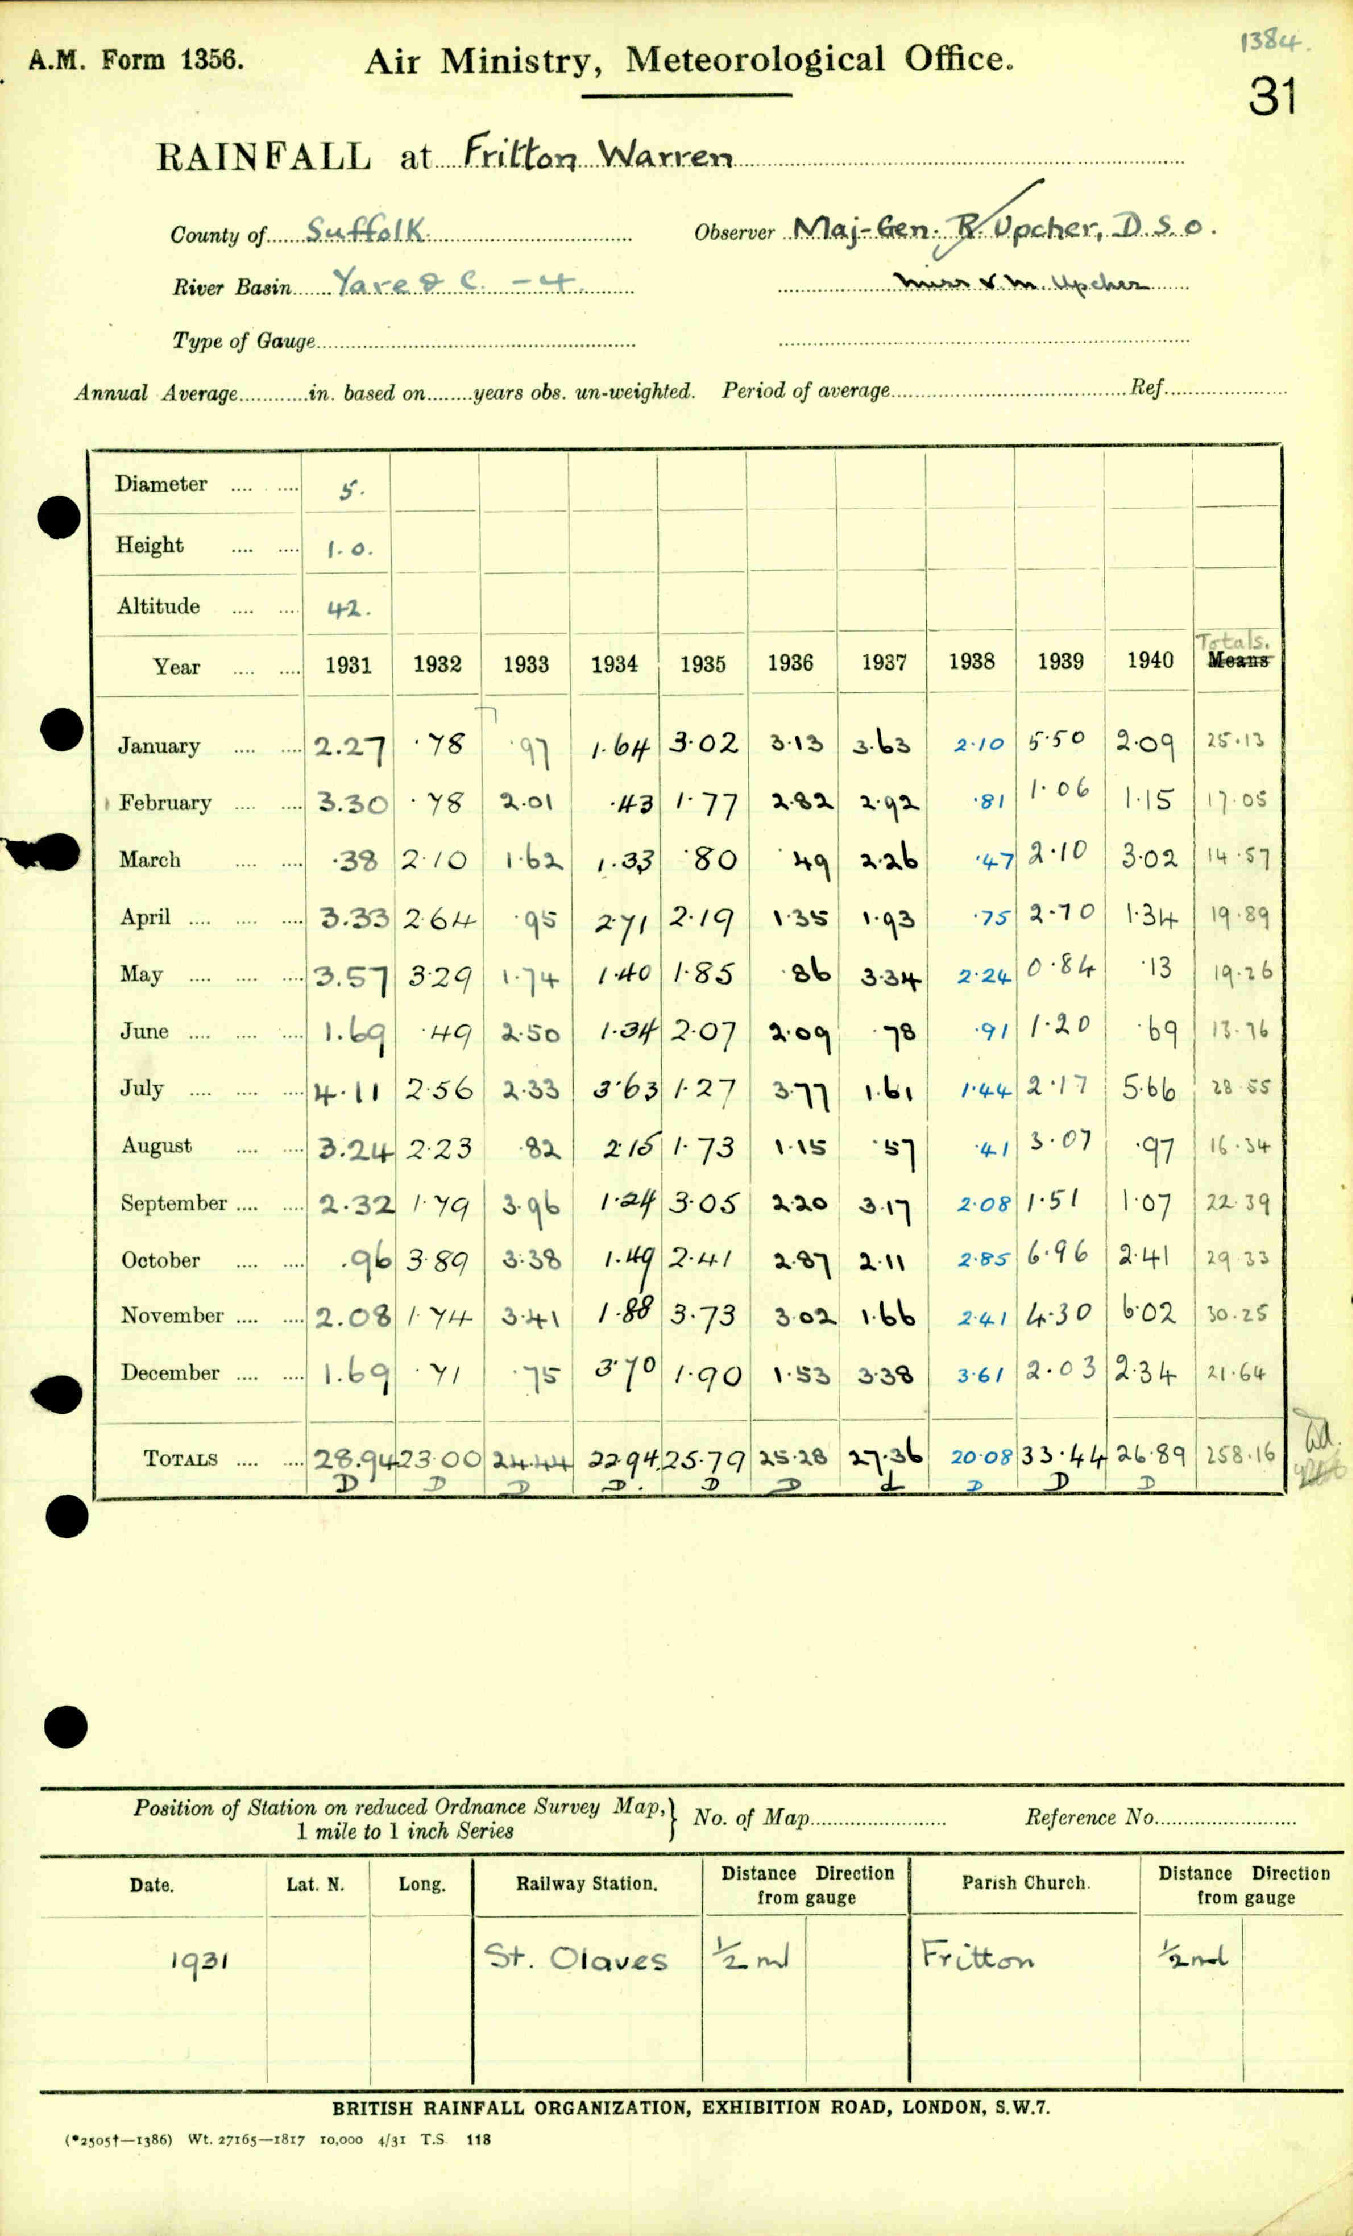 1384.
A.M. Form 1356. Air Ministry, Meteorological Office.
31
RAINFALL at Fritton Warren
County of Suffolk Observer Maj-Gen. R. Upcher, D.S.O.
River Basin Yare & C. - 4 Miss V. M. Upcher
Type of Gauge
Annual Average in. based on years obs. un-weighted. Period of average Ref.
Diameter 5.
Height 1.0.
Altitude 42.
Totals.
Year 1931 1932 1933 1934 1935 1936 1937 1938 1939 1940 Means
January 2.27 .78 .97 1.64 3.02 3.13 3.63 2.10 5.50 2.09 25.13
February 3.30 .78 2.01 .43 1.77 2.82 2.92 .81 1.06 1.15 17.05
March .38 2.10 1.62 1.33 .80 .49 2.26 .47 2.10 3.02 14.57
April 3.33 2.64 .95 2.71 2.19 1.35 1.93 .75 2.70 1.34 19.89
May 3.57 3.29 1.74 1.40 1.85 .86 3.34 2.24 0.84 .13 19.26
June 1.69 .49 2.50 1.34 2.07 2.09 .78 .91 1.20 .69 13.76
July 4.11 2.56 2.33 3.63 1.27 3.77 1.61 1.44 2.17 5.66 28.55
August 3.24 2.23 .82 2.15 1.73 1.15 .57 .41 3.07 .97 16.34
September 2.32 1.79 3.96 1.24 3.05 2.20 3.17 2.08 1.51 1.07 22.39
October .96 3.89 3.38 1.49 2.41 2.87 2.11 2.85 6.96 2.41 29.33
November 2.08 1.74 3.41 1.88 3.73 3.02 1.66 2.41 4.30 6.02 30.25
December 1.69 .71 .75 3.70 1.90 1.53 3.38 3.61 2.03 2.34 21.64
TOTALS 28.94 23.00 24.44 22.94 25.79 25.28 27.36 20.08 33.44 26.89 258.16
D D D D. D D d D D D
Position of Station on reduced Ordnance Survey Map, } No. of Map Reference No.
1 mile to 1 inch Series
Date. Lat. N. Long. Railway Station. Distance Direction from gauge Parish Church. Distance Direction from gauge
1931 St. Olaves ½ ml Fritton ½ ml
BRITISH RAINFALL ORGANIZATION, EXHIBITION ROAD, LONDON, S.W.7.
(*2505†—1386) Wt. 27165—1817 10,000 4/31 T.S. 118